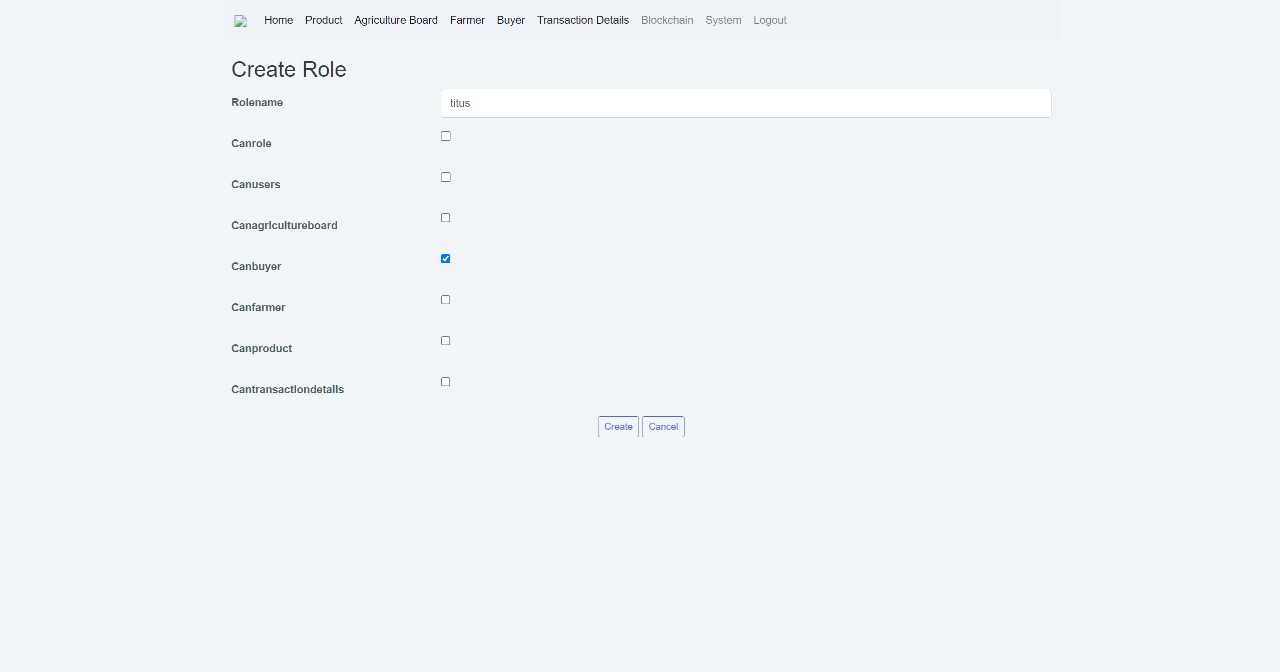 Home Product Agriculture Board Farmer Buyer Transaction Details Blockchain System Logout
Create Role
Rolename titus
Canrole
Canusers
Canagricultureboard
Canbuyer
Canfarmer
Canproduct
Cantransactiondetails
Create Cancel